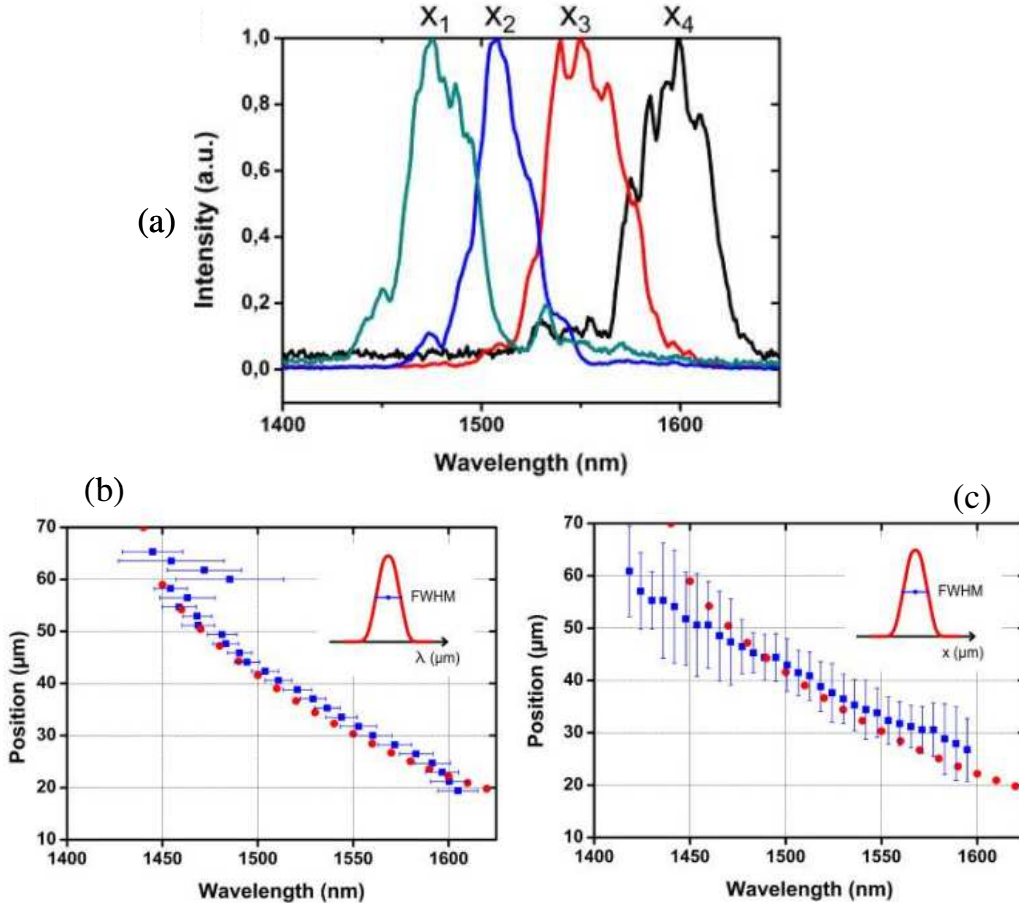 X1 X2 X3 X4
1,0
0,8
0,6
0,4
0,2
0,0
Intensity (a.u.)
(a)
1400 1500 1600
Wavelength (nm)
(b)
70
60
50
40
30
20
10
Position (µm)
FWHM
λ (µm)
1400 1450 1500 1550 1600
Wavelength (nm)
(c)
70
60
50
40
30
20
10
Position (µm)
FWHM
x (µm)
1400 1450 1500 1550 1600
Wavelength (nm)